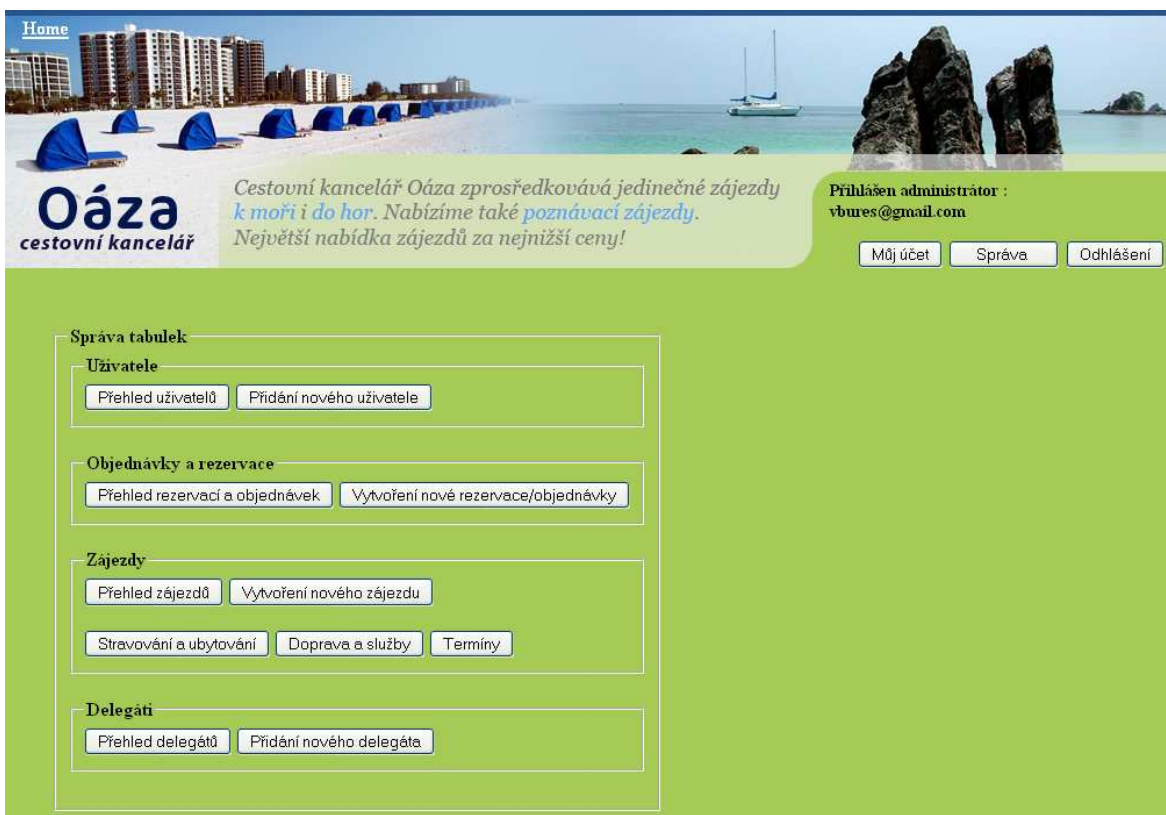 Home
Oáza
cestovní kancelář
Cestovní kancelář Oáza zprosředkovává jedinečné zájezdy
k moři i do hor. Nabízíme také poznávací zájezdy.
Největší nabídka zájezdů za nejnižší ceny!
Přihlášen administrátor :
vbures@gmail.com
Můj účet Správa Odhlášení
Správa tabulek
Uživatele
Přehled uživatelů Přidání nového uživatele
Objednávky a rezervace
Přehled rezervací a objednávek Vytvoření nové rezervace/objednávky
Zájezdy
Přehled zájezdů Vytvoření nového zájezdu
Stravování a ubytování Doprava a služby Termíny
Delegáti
Přehled delegátů Přidání nového delegáta